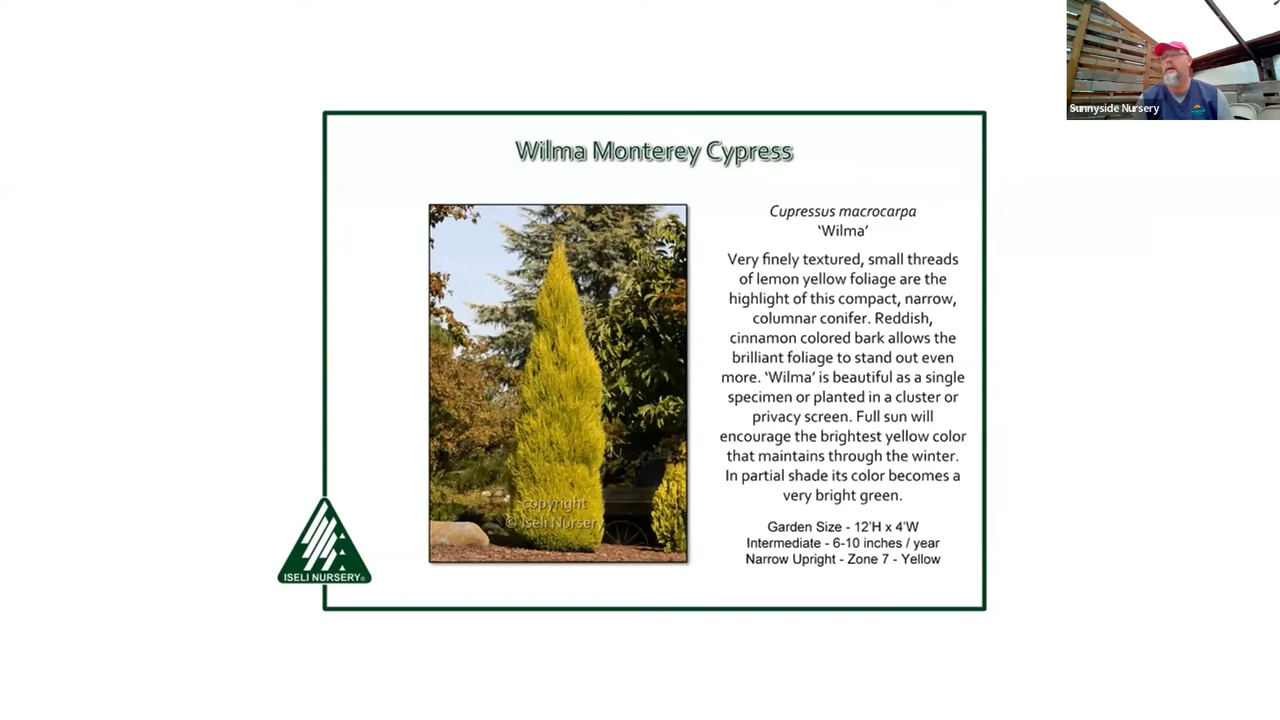 Sunnyside Nursery
Wilma Monterey Cypress
Cupressus macrocarpa
‘Wilma’
Very finely textured, small threads
of lemon yellow foliage are the
highlight of this compact, narrow,
columnar conifer. Reddish,
cinnamon colored bark allows the
brilliant foliage to stand out even
more. ‘Wilma’ is beautiful as a single
specimen or planted in a cluster or
privacy screen. Full sun will
encourage the brightest yellow color
that maintains through the winter.
In partial shade its color becomes a
very bright green.
Garden Size - 12'H x 4'W
Intermediate - 6-10 inches / year
Narrow Upright - Zone 7 - Yellow
copyright
© Iseli Nursery
ISELI NURSERY®